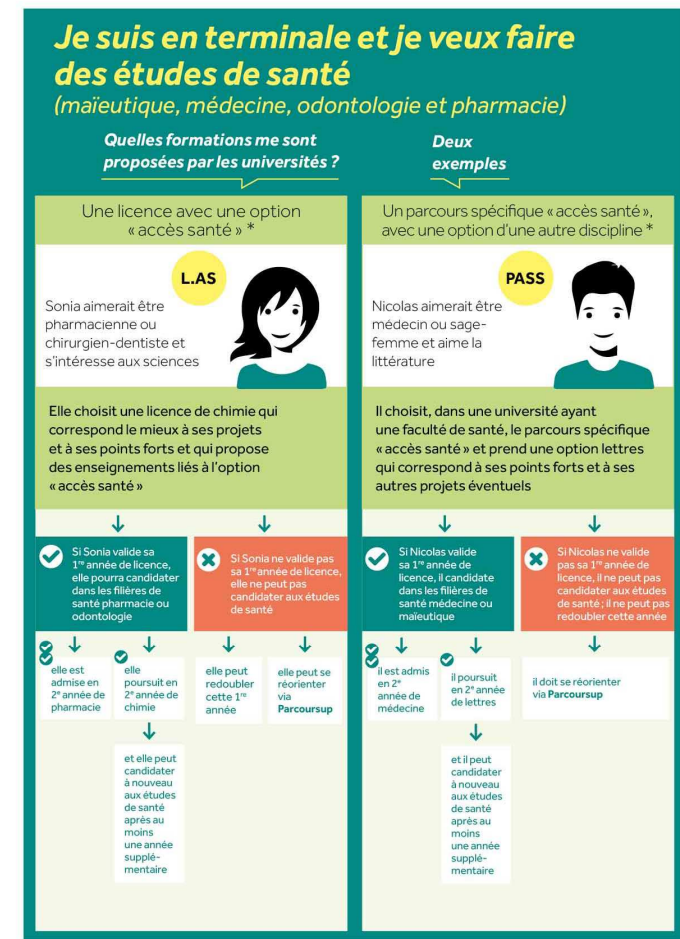 Je suis en terminale et je veux faire
des études de santé
(maïeutique, médecine, odontologie et pharmacie)
Quelles formations me sont
proposées par les universités ?
Deux
exemples
Une licence avec une option
« accès santé » *
L.AS
Sonia aimerait être
pharmacienne ou
chirurgien-dentiste et
s'intéresse aux sciences
Elle choisit une licence de chimie qui
correspond le mieux à ses projets
et à ses points forts et qui propose
des enseignements liés à l'option
« accès santé »
Si Sonia valide sa
1re année de licence,
elle pourra candidater
dans les filières de
santé pharmacie ou
odontologie
Si Sonia ne valide pas
sa 1re année de licence,
elle ne peut pas
candidater aux études
de santé
elle est
admise en
2e année de
pharmacie
elle
poursuit en
2e année de
chimie
elle peut
redoubler
cette 1re
année
elle peut se
réorienter
via
Parcoursup
et elle peut
candidater
à nouveau
aux études
de santé
après au
moins
une année
supplé-
mentaire
Un parcours spécifique « accès santé »,
avec une option d'une autre discipline *
PASS
Nicolas aimerait être
médecin ou sage-
femme et aime la
littérature
Il choisit, dans une université ayant
une faculté de santé, le parcours spécifique
« accès santé » et prend une option lettres
qui correspond à ses points forts et à ses
autres projets éventuels
Si Nicolas valide
sa 1re année de
licence, il candidate
dans les filières de
santé médecine ou
maïeutique
Si Nicolas ne valide
pas sa 1re année de
licence, il ne peut pas
candidater aux études
de santé ; il ne peut pas
redoubler cette année
il est admis
en 2e
année de
médecine
il poursuit
en 2e année
de lettres
il doit se réorienter
via Parcoursup
et il peut
candidater
à nouveau
aux études
de santé
après au
moins
une année
supplé-
mentaire